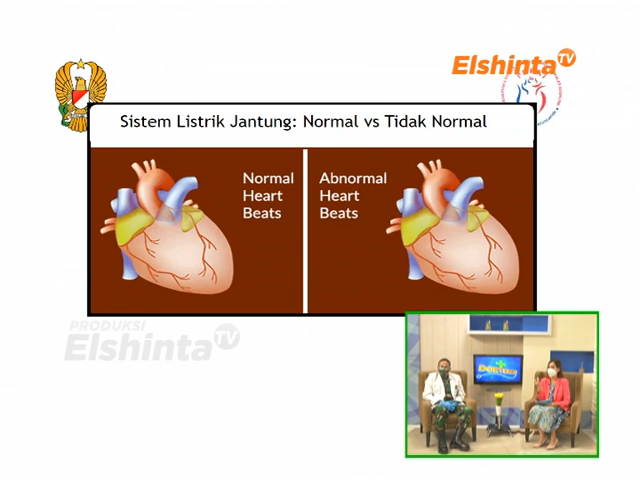 Elshinta TV
Sistem Listrik Jantung: Normal vs Tidak Normal
Normal
Heart
Beats
Abnormal
Heart
Beats
PRODUKSI
Elshinta TV